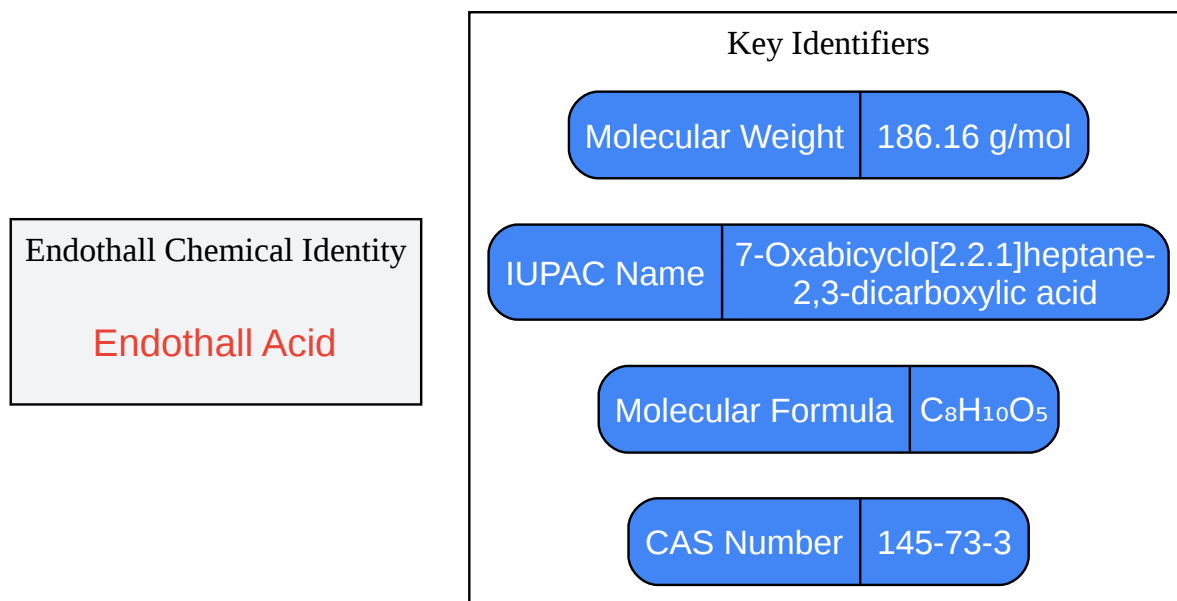 Key Identifiers
Molecular Weight 186.16 g/mol
Endothall Chemical Identity
Endothall Acid
IUPAC Name 7-Oxabicyclo[2.2.1]heptane-
2,3-dicarboxylic acid
Molecular Formula C₈H₁₀O₅
CAS Number 145-73-3